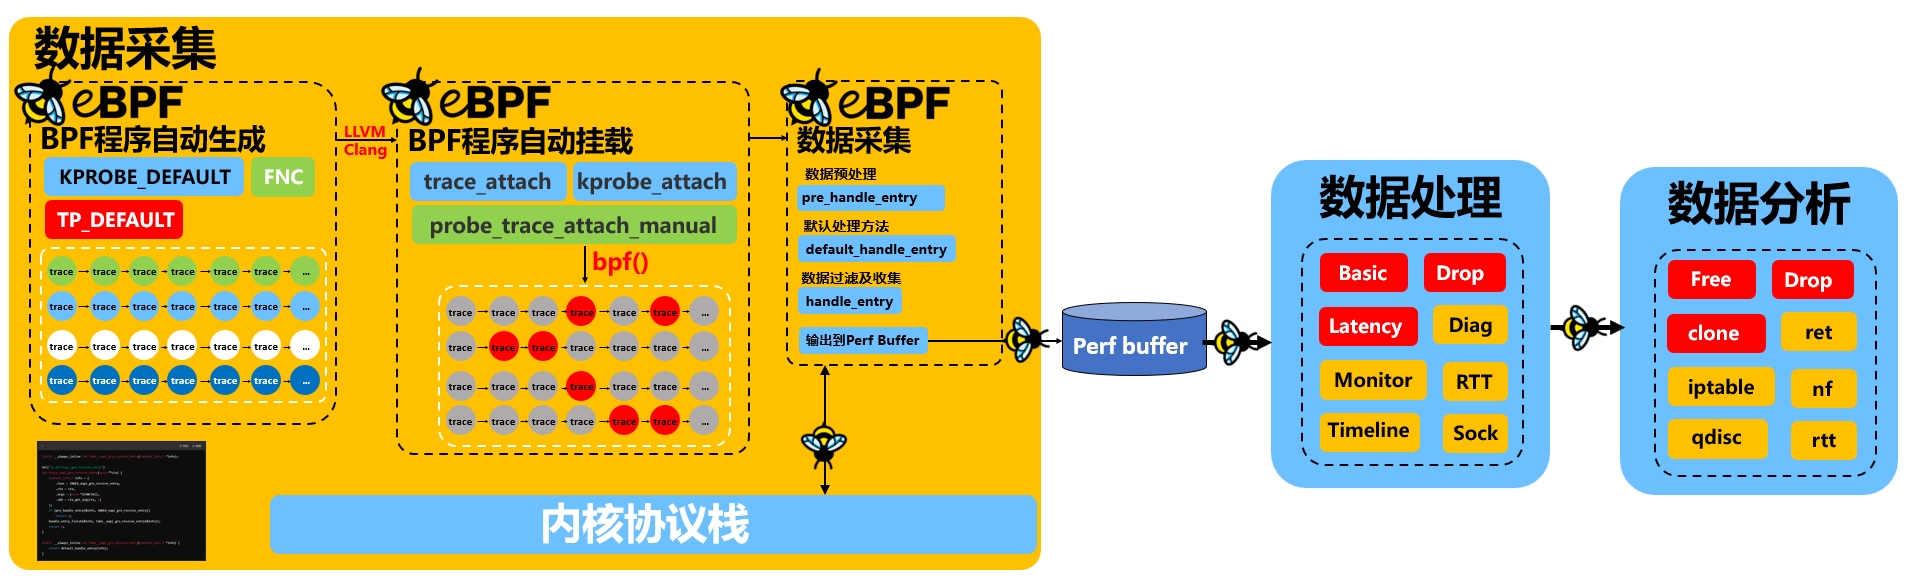 数据采集
eBPF
BPF程序自动生成
KPROBE_DEFAULT
FNC
TP_DEFAULT
trace trace trace trace trace trace ...
trace trace trace trace trace trace ...
trace trace trace trace trace trace ...
trace trace trace trace trace trace ...
LLVM
Clang
eBPF
BPF程序自动挂载
trace_attach
kprobe_attach
probe_trace_attach_manual
bpf()
trace trace trace trace trace trace ...
trace trace trace trace trace trace ...
trace trace trace trace trace trace ...
trace trace trace trace trace trace ...
eBPF
数据采集
数据预处理
pre_handle_entry
默认处理方法
default_handle_entry
数据过滤及收集
handle_entry
输出到Perf Buffer
内核协议栈
Perf buffer
数据处理
Basic
Drop
Latency
Diag
Monitor
RTT
Timeline
Sock
数据分析
Free
Drop
clone
ret
iptable
nf
qdisc
rtt